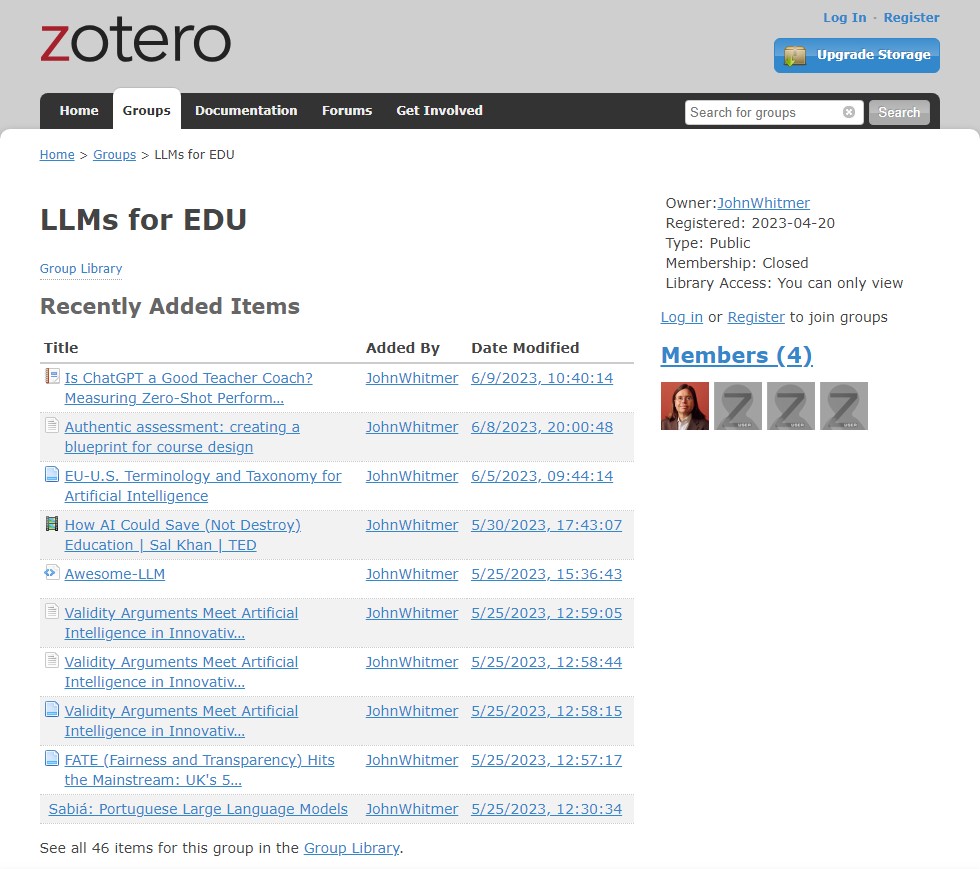 zotero
Log In · Register
Upgrade Storage
Home Groups Documentation Forums Get Involved
Search for groups Search
Home > Groups > LLMs for EDU
LLMs for EDU
Group Library
Recently Added Items
Title Added By Date Modified
Is ChatGPT a Good Teacher Coach? JohnWhitmer 6/9/2023, 10:40:14
Measuring Zero-Shot Perform...
Authentic assessment: creating a JohnWhitmer 6/8/2023, 20:00:48
blueprint for course design
EU-U.S. Terminology and Taxonomy for JohnWhitmer 6/5/2023, 09:44:14
Artificial Intelligence
How AI Could Save (Not Destroy) JohnWhitmer 5/30/2023, 17:43:07
Education | Sal Khan | TED
Awesome-LLM JohnWhitmer 5/25/2023, 15:36:43
Validity Arguments Meet Artificial JohnWhitmer 5/25/2023, 12:59:05
Intelligence in Innovativ...
Validity Arguments Meet Artificial JohnWhitmer 5/25/2023, 12:58:44
Intelligence in Innovativ...
Validity Arguments Meet Artificial JohnWhitmer 5/25/2023, 12:58:15
Intelligence in Innovativ...
FATE (Fairness and Transparency) Hits JohnWhitmer 5/25/2023, 12:57:17
the Mainstream: UK's 5...
Sabiá: Portuguese Large Language Models JohnWhitmer 5/25/2023, 12:30:34
See all 46 items for this group in the Group Library.
Owner:JohnWhitmer
Registered: 2023-04-20
Type: Public
Membership: Closed
Library Access: You can only view
Log in or Register to join groups
Members (4)
Z Z Z
USER USER USER